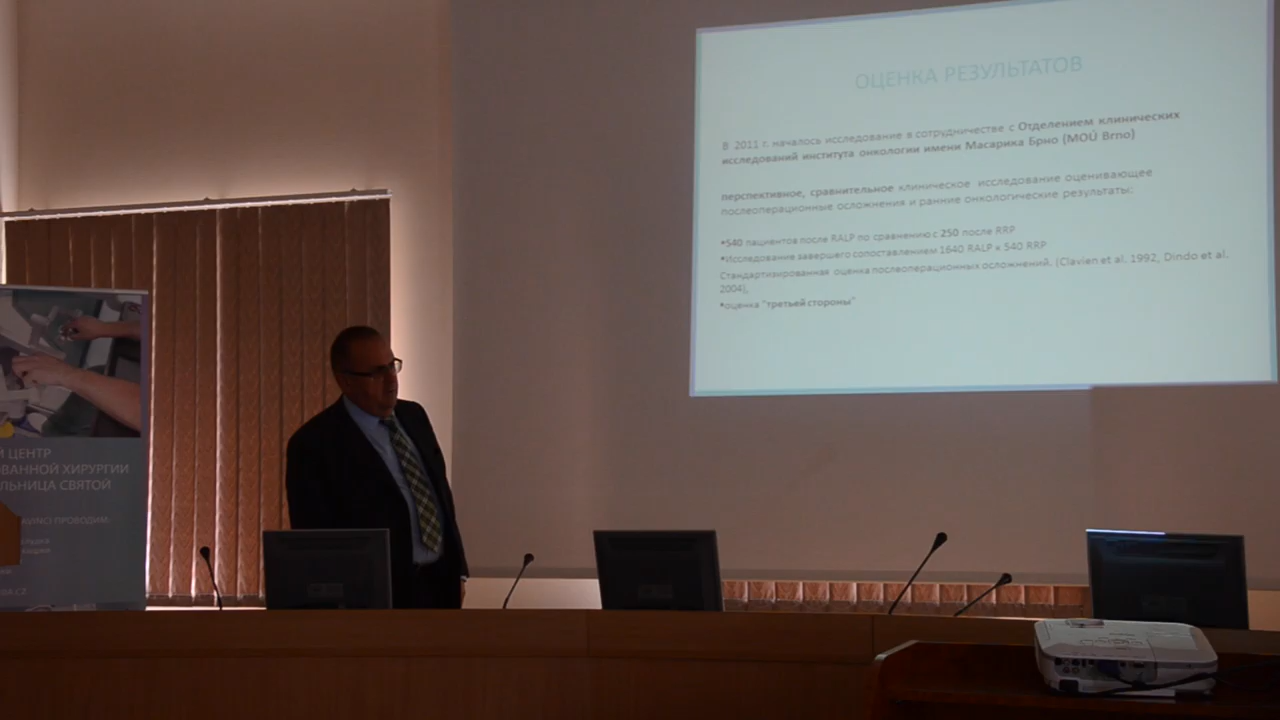 ОЦЕНКА РЕЗУЛЬТАТОВ
В 2011 г. началось исследование в сотрудничестве с Отделением клинических
исследований института онкологии имени Масарика Брно (MOÚ Brno)
перспективное, сравнительное клиническое исследование оценивающее
послеоперационные осложнения и ранние онкологические результаты:
•540 пациентов после RALP по сравнению с 250 после RRP
•Исследование завершего сопоставлением 1640 RALP к 540 RRP
Стандартизированная оценка послеоперационных осложнений. (Clavien et al. 1992, Dindo et al.
2004),
•оценка "третьей стороны"
Й ЦЕНТР
ОВАННОЙ ХИРУРГИИ
ЛЬНИЦА СВЯТОЙ
ПРОВОДИМ: